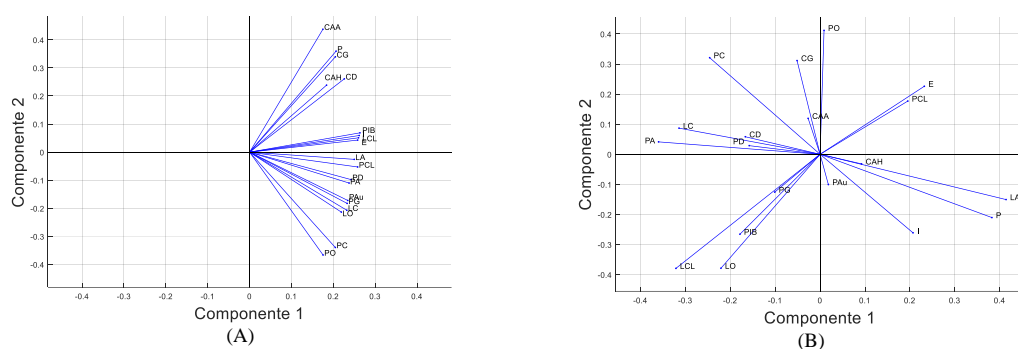 CAA
P
CG
CAH CD
PIB
LCL
E
LA
PCL
PD
PA
PAu
PG
LC
LO
PC
PO
0.4
0.3
0.2
0.1
0
-0.1
-0.2
-0.3
-0.4
-0.4 -0.3 -0.2 -0.1 0 0.1 0.2 0.3 0.4
Componente 2
Componente 1
(A)
PO
PC CG
E
PCL
CAA
LC
CD
PA PD
CAH
PAu
PG
LA
P
I
PIB
LCL LO
0.4
0.3
0.2
0.1
0
-0.1
-0.2
-0.3
-0.4
-0.4 -0.3 -0.2 -0.1 0 0.1 0.2 0.3 0.4
Componente 2
Componente 1
(B)